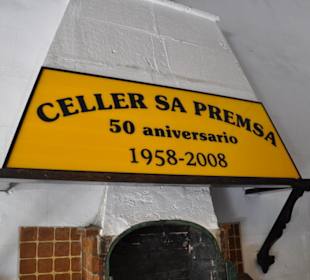 CELLER SA PREMSA
50 aniversario
1958-2008